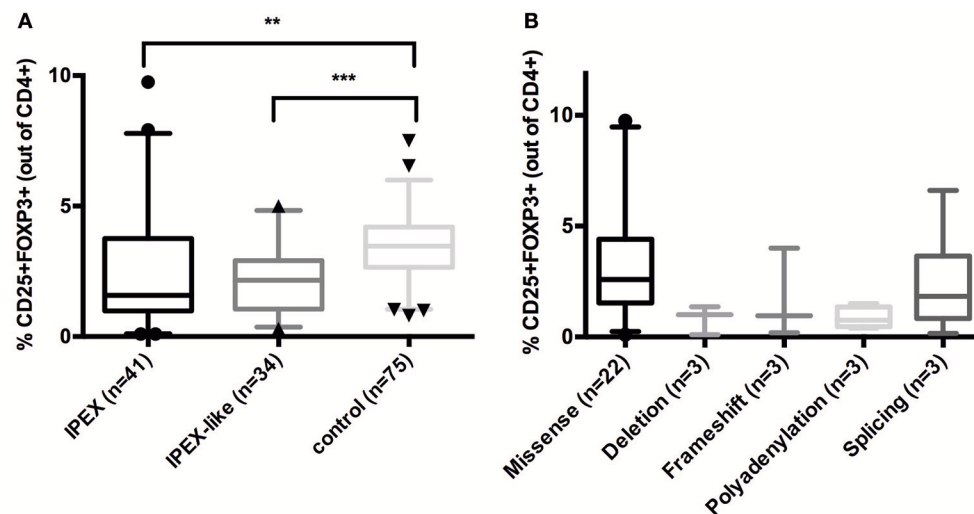 A
% CD25+FOXP3+ (out of CD4+)
10
5
0
**
***
IPEX (n=41)
IPEX-like (n=34)
control (n=75)
B
% CD25+FOXP3+ (out of CD4+)
10
5
0
Missense (n=22)
Deletion (n=3)
Frameshift (n=3)
Polyadenylation (n=3)
Splicing (n=3)